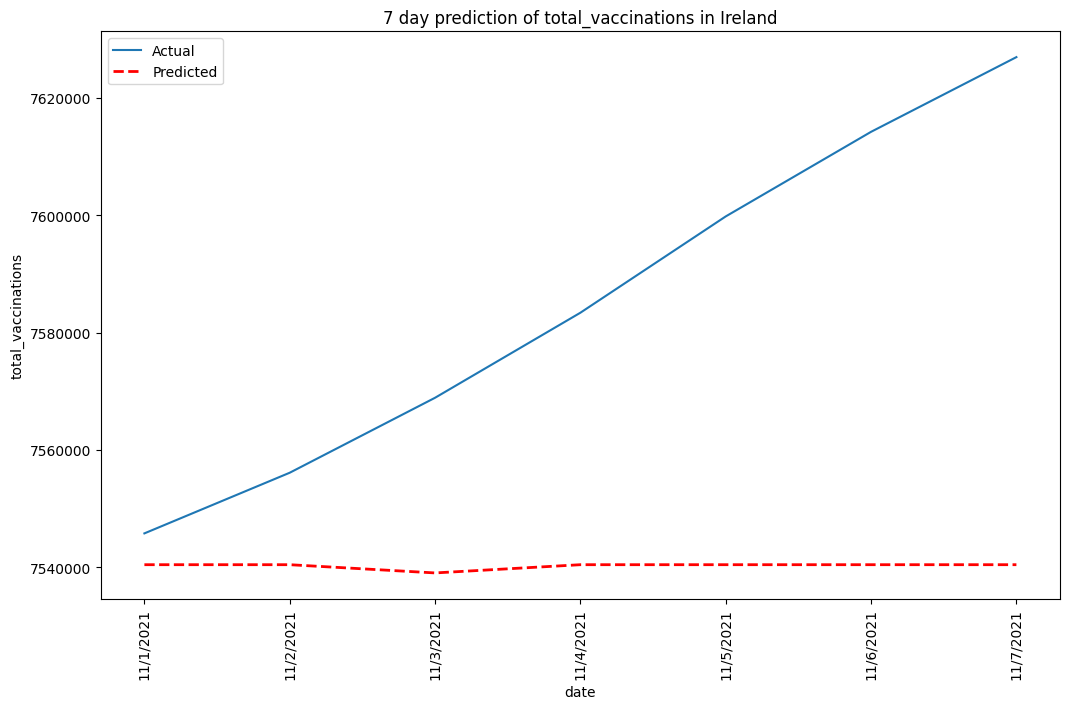 7 day prediction of total_vaccinations in Ireland
Actual
Predicted
7620000
7600000
7580000
7560000
7540000
total_vaccinations
11/1/2021
11/2/2021
11/3/2021
11/4/2021
11/5/2021
11/6/2021
11/7/2021
date